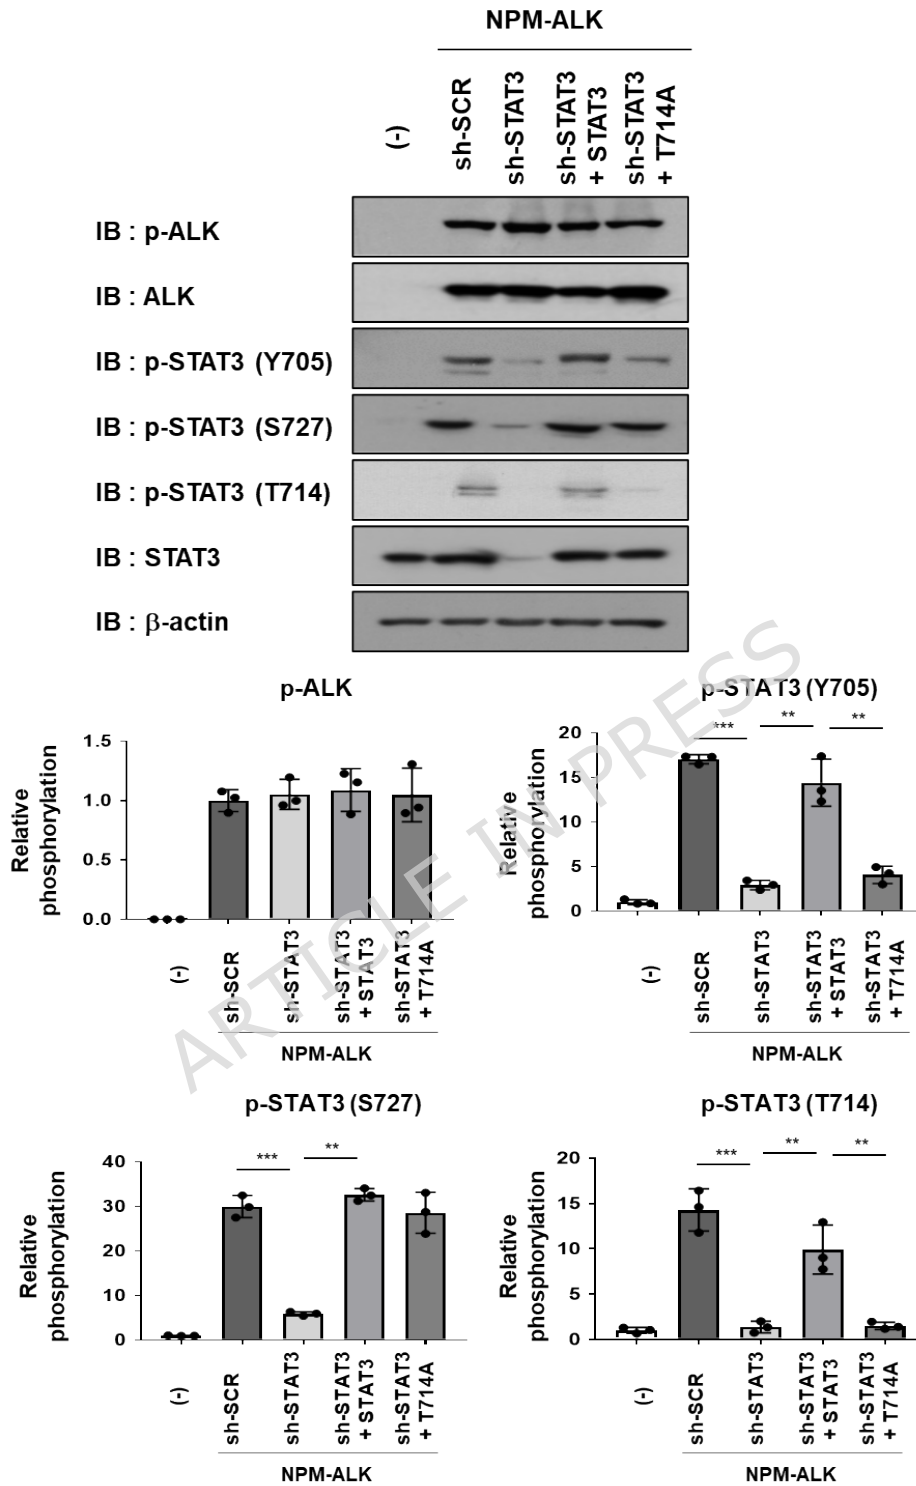 NPM-ALK
(-)
sh-SCR
sh-STAT3
sh-STAT3
+ STAT3
sh-STAT3
+ T714A
IB : p-ALK
IB : ALK
IB : p-STAT3 (Y705)
IB : p-STAT3 (S727)
IB : p-STAT3 (T714)
IB : STAT3
IB : β-actin
ARTICLE IN PRESS
p-ALK
Relative
phosphorylation
1.5
1.0
0.5
0.0
(-)
sh-SCR
sh-STAT3
sh-STAT3
+ STAT3
sh-STAT3
+ T714A
NPM-ALK
p-STAT3 (Y705)
Relative
phosphorylation
20
15
10
5
0
*** ** **
(-)
sh-SCR
sh-STAT3
sh-STAT3
+ STAT3
sh-STAT3
+ T714A
NPM-ALK
p-STAT3 (S727)
Relative
phosphorylation
40
30
20
10
0
*** **
(-)
sh-SCR
sh-STAT3
sh-STAT3
+ STAT3
sh-STAT3
+ T714A
NPM-ALK
p-STAT3 (T714)
Relative
phosphorylation
20
15
10
5
0
*** ** **
(-)
sh-SCR
sh-STAT3
sh-STAT3
+ STAT3
sh-STAT3
+ T714A
NPM-ALK